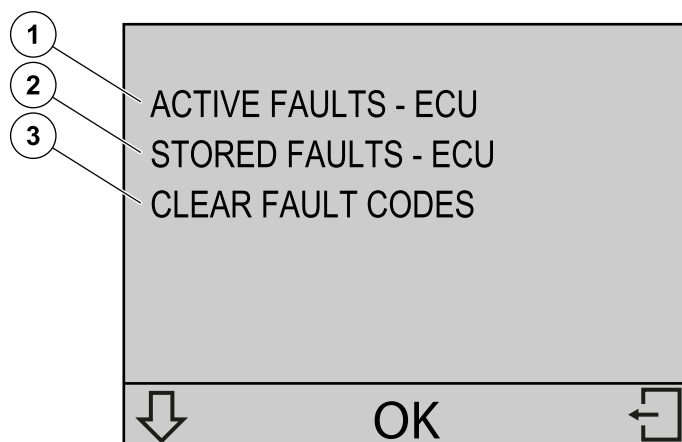 1
2
3
ACTIVE FAULTS - ECU
STORED FAULTS - ECU
CLEAR FAULT CODES
OK